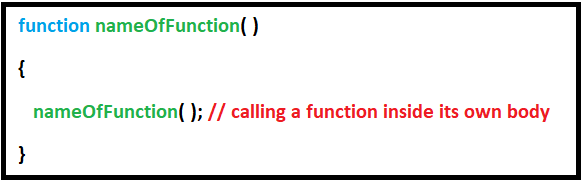 function nameOfFunction( )
{
nameOfFunction( ); // calling a function inside its own body
}